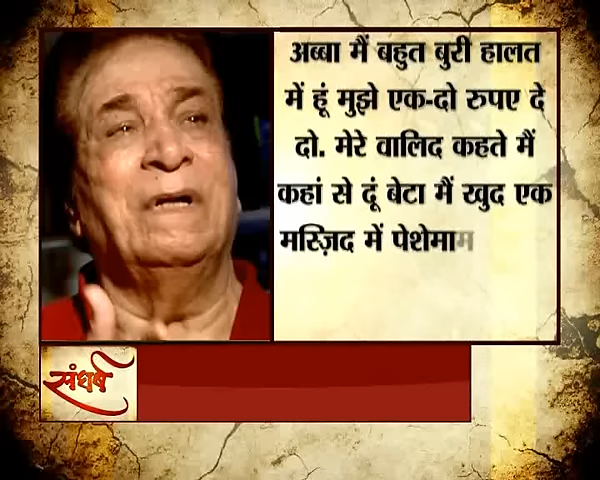 अब्बा मैं बहुत बुरी हालत
में हूं मुझे एक-दो रुपए दे
दो. मेरे वालिद कहते मैं
कहां से दूं बेटा मैं खुद एक
मस्ज़िद में पेशेमाम
संघर्ष